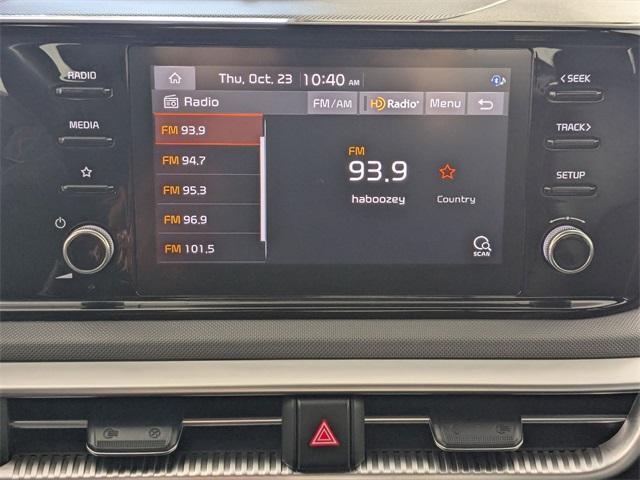 RADIO
MEDIA
Thu, Oct. 23 10:40 AM
Radio FM/AM HD Radio Menu
FM 93.9
FM 94.7
FM 95.3
FM 96.9
FM 101.5
FM
93.9
haboozey Country
SCAN
<SEEK
TRACK>
SETUP